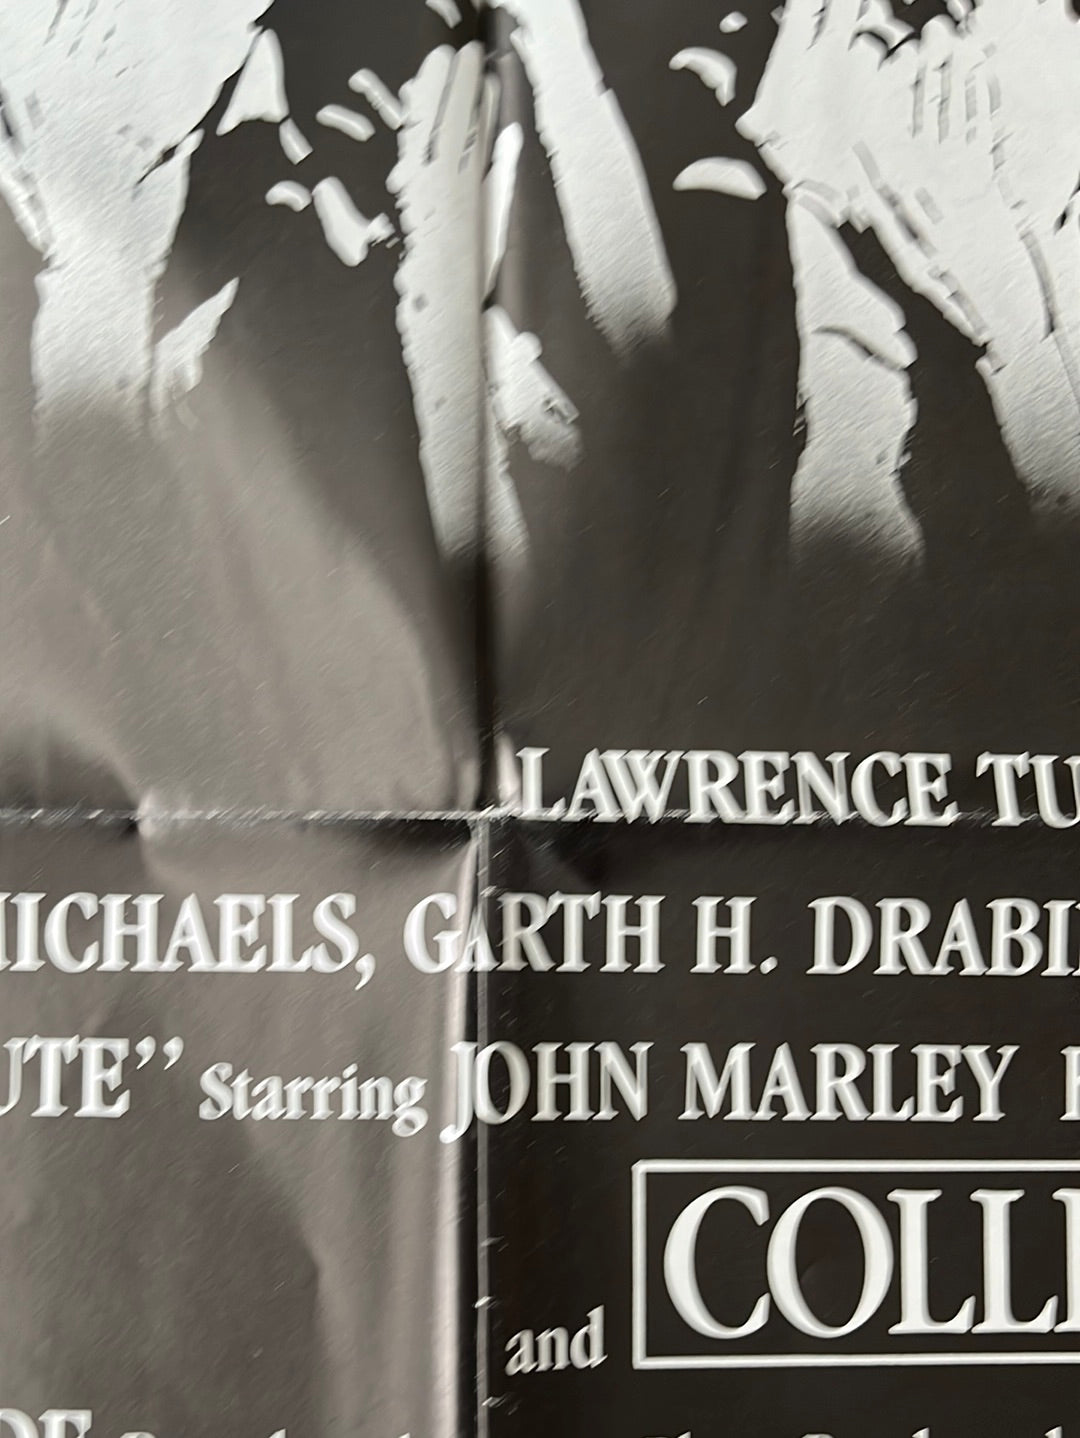 LAWRENCE TU
MICHAELS, GARTH H. DRABI
UTE" Starring JOHN MARLEY
and COLL